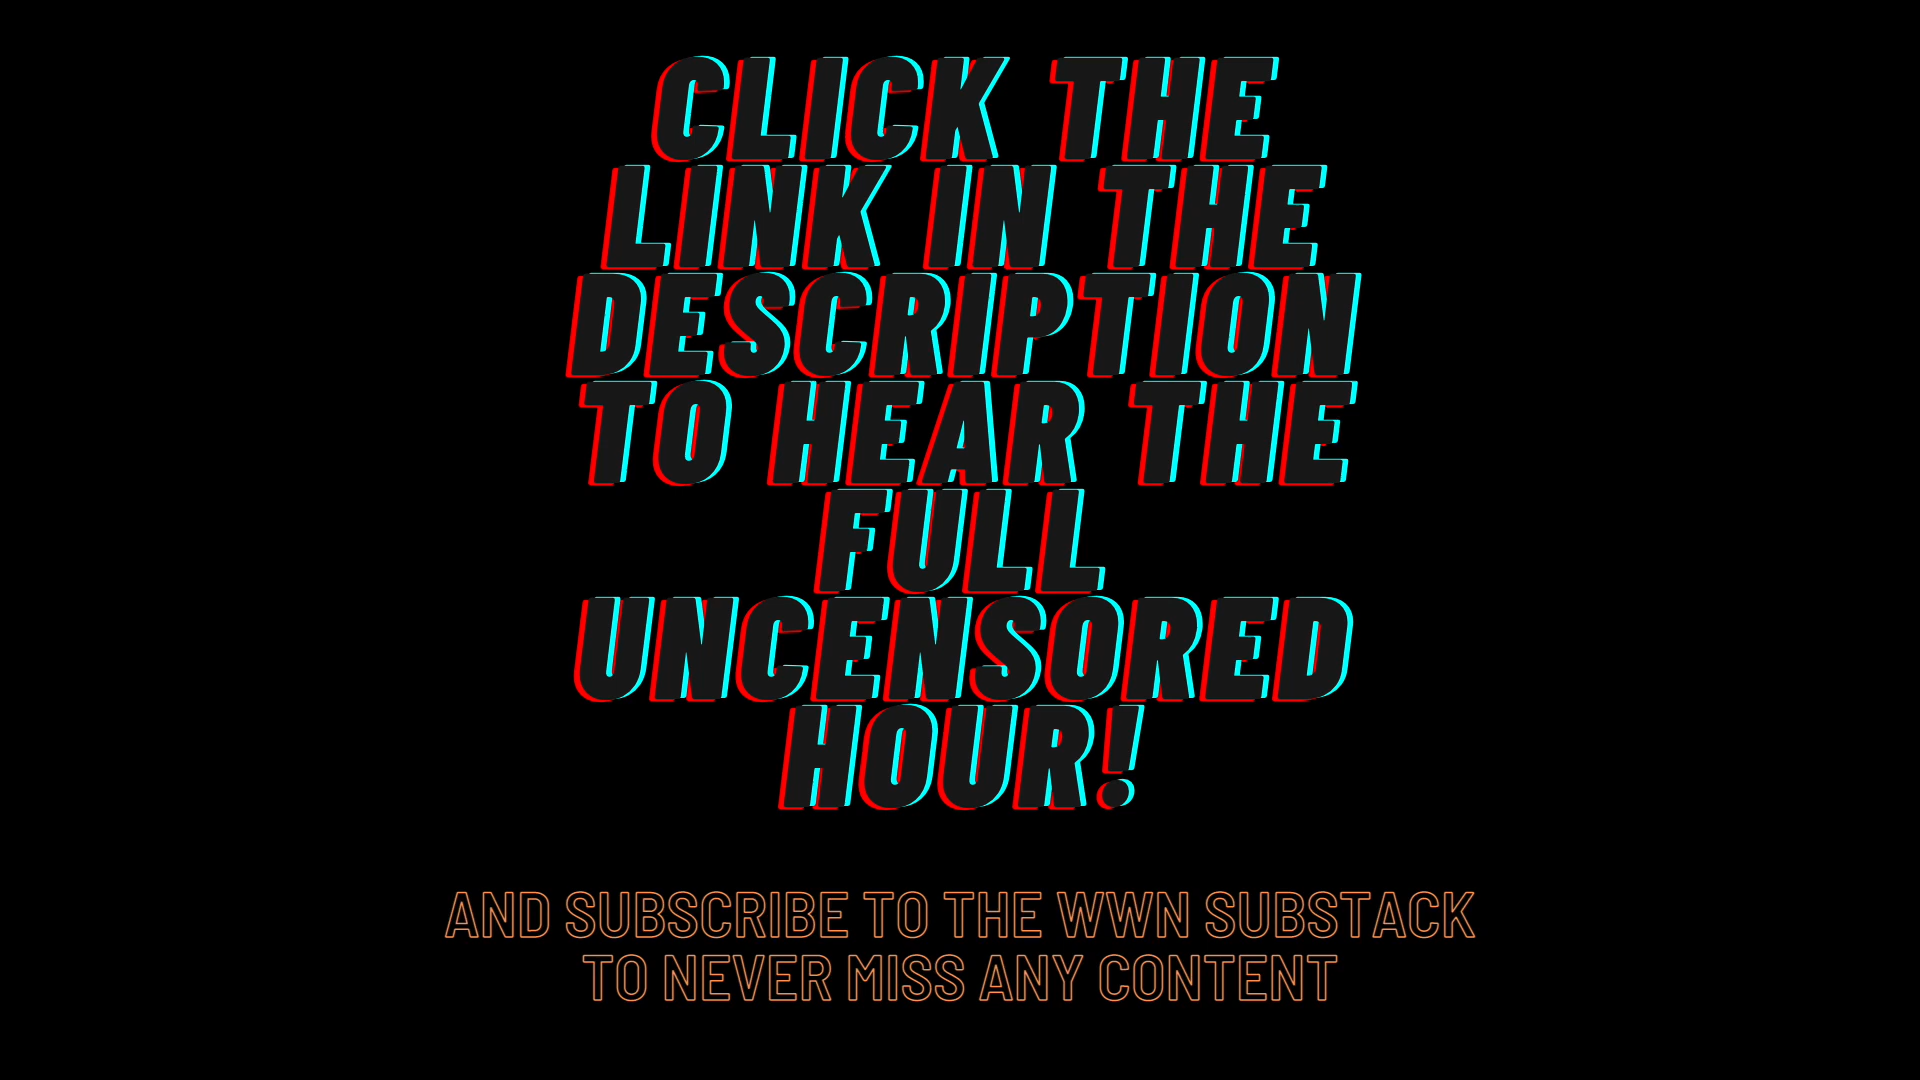 CLICK THE
LINK IN THE
DESCRIPTION
TO HEAR THE
FULL
UNCENSORED
HOUR!
AND SUBSCRIBE TO THE WWN SUBSTACK
TO NEVER MISS ANY CONTENT